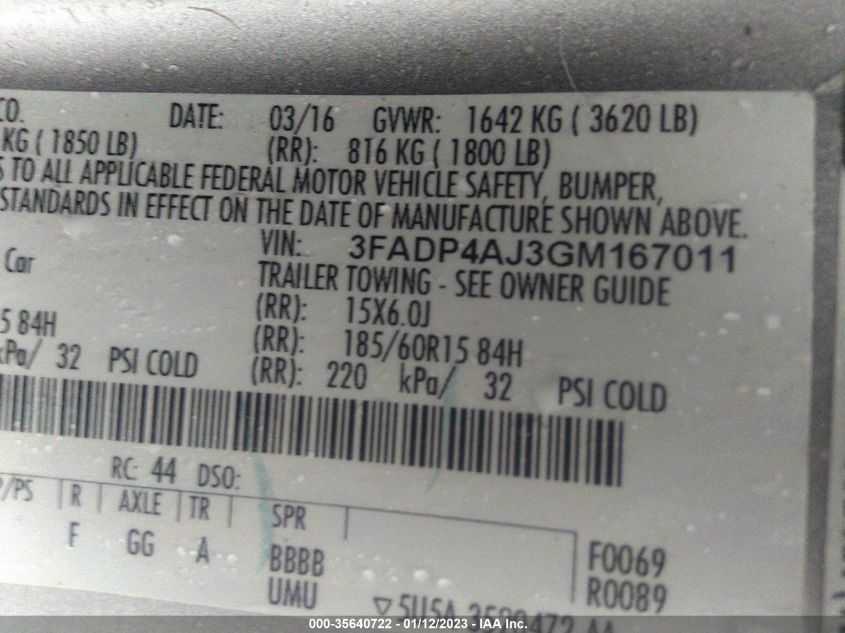 CO. DATE: 03/16 GVWR: 1642 KG ( 3620 LB)
KG ( 1850 LB) (RR): 816 KG ( 1800 LB)
S TO ALL APPLICABLE FEDERAL MOTOR VEHICLE SAFETY, BUMPER,
STANDARDS IN EFFECT ON THE DATE OF MANUFACTURE SHOWN ABOVE.
VIN: 3FADP4AJ3GM167011
Car TRAILER TOWING - SEE OWNER GUIDE
(RR): 15X6.0J
5 84H (RR): 185/60R15 84H
kPa/ 32 PSI COLD (RR): 220 kPa/ 32 PSI COLD
RC: 44 DSO:
P/PS R AXLE TR SPR
F GG A BBBB F0069
UMU R0089
5U5A
000-35640722 - 01/12/2023 - IAA Inc.